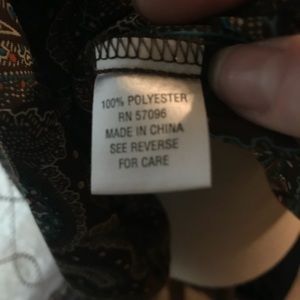 100% POLYESTER
RN 57096
MADE IN CHINA
SEE REVERSE
FOR CARE